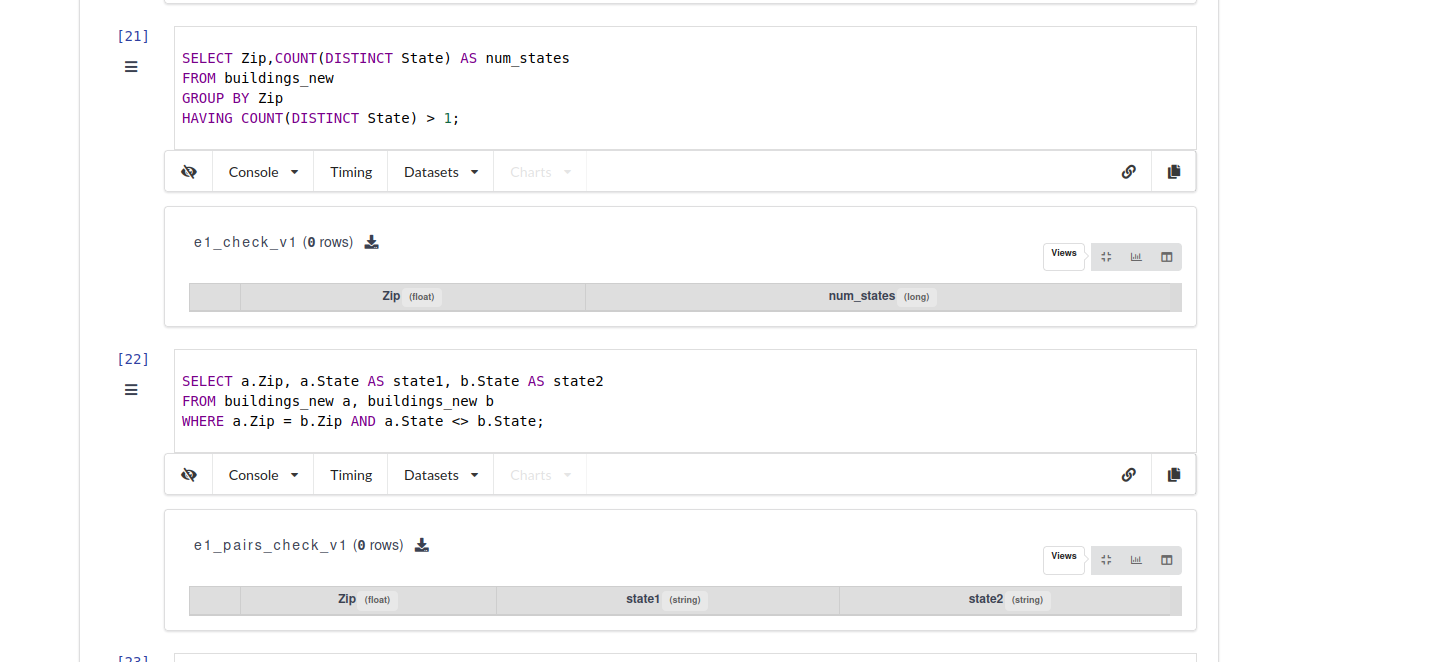 [21]
SELECT Zip,COUNT(DISTINCT State) AS num_states
FROM buildings_new
GROUP BY Zip
HAVING COUNT(DISTINCT State) > 1;
Console Timing Datasets Charts
e1_check_v1 (0 rows)
Views
Zip (float) num_states (long)
[22]
SELECT a.Zip, a.State AS state1, b.State AS state2
FROM buildings_new a, buildings_new b
WHERE a.Zip = b.Zip AND a.State <> b.State;
Console Timing Datasets Charts
e1_pairs_check_v1 (0 rows)
Views
Zip (float) state1 (string) state2 (string)
[23]